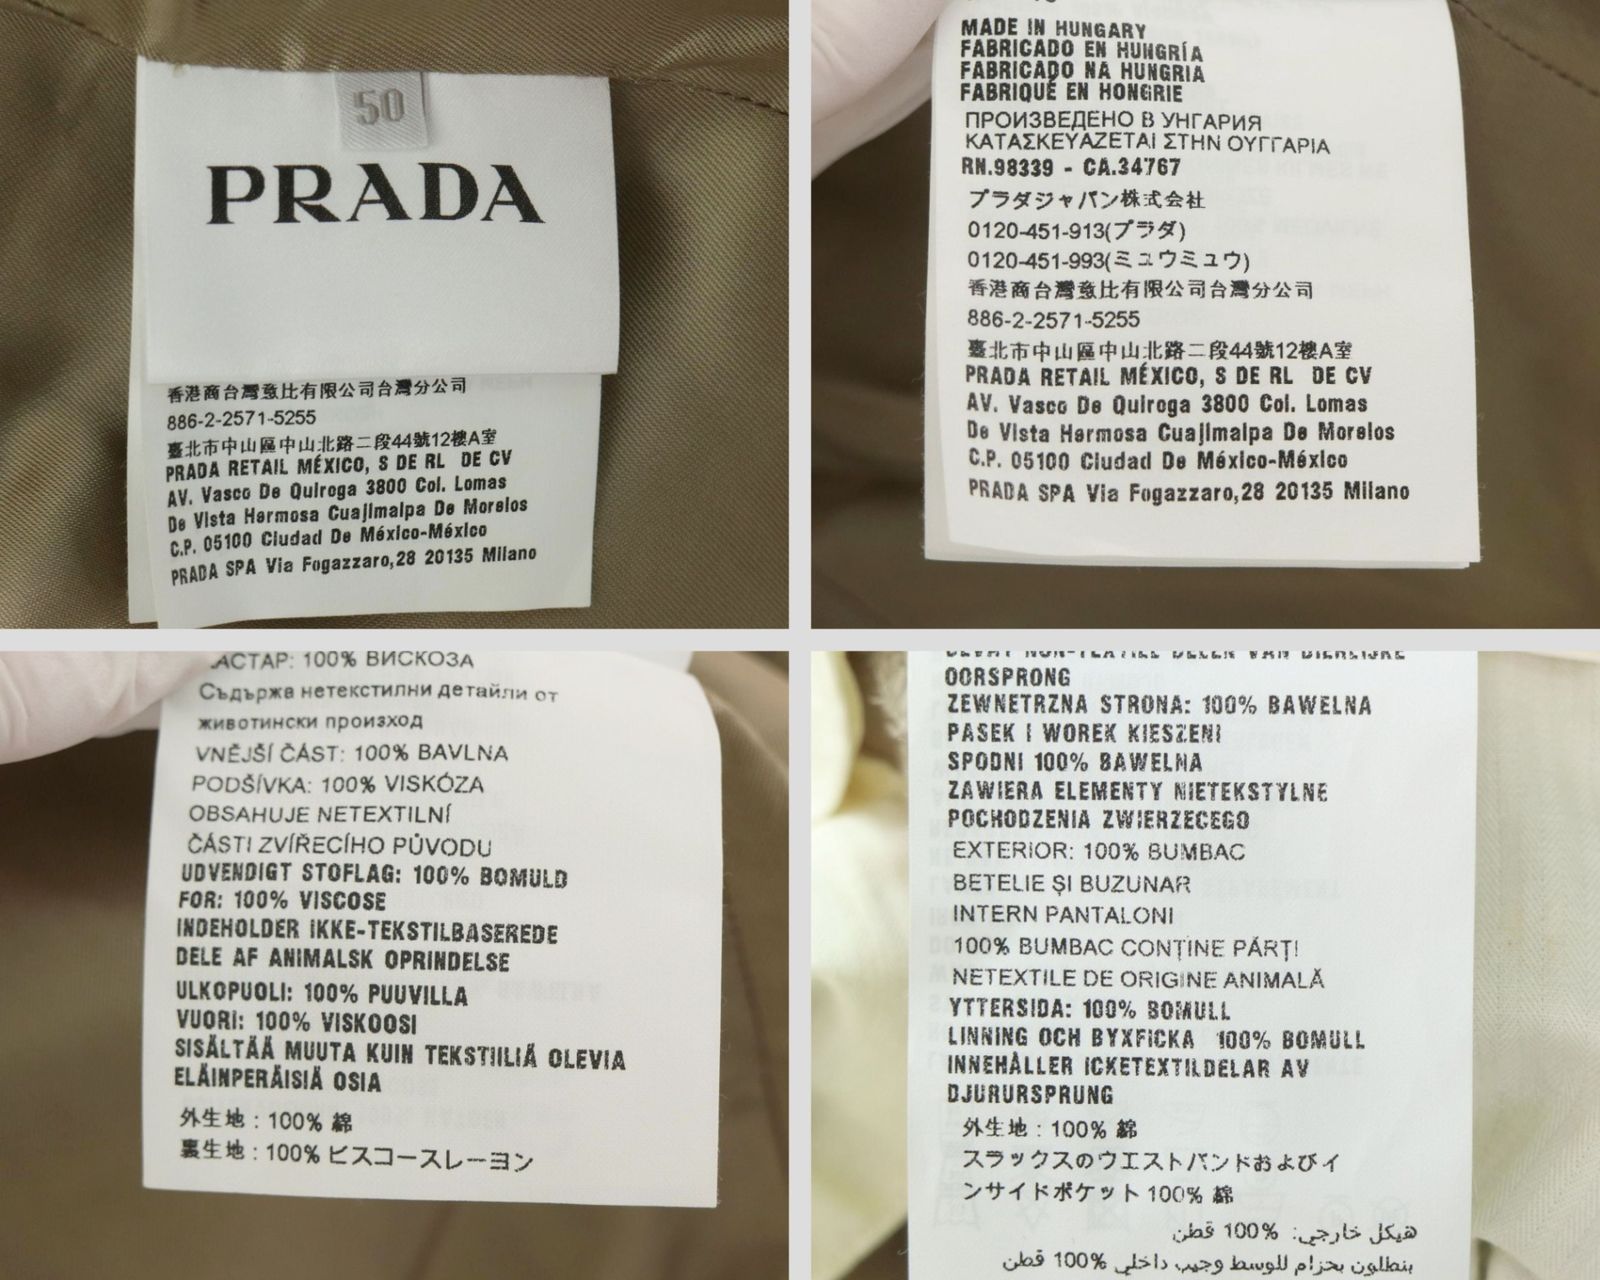 50
PRADA
香港商台灣意比有限公司台灣分公司
886-2-2571-5255
臺北市中山區中山北路二段44號12樓A室
PRADA RETAIL MÉXICO, S DE RL DE CV
AV. Vasco De Quiroga 3800 Col. Lomas
De Vista Hermosa Cuajimalpa De Morelos
C.P. 05100 Ciudad De México-México
PRADA SPA Via Fogazzaro,28 20135 Milano
MADE IN HUNGARY
FABRICADO EN HUNGRÍA
FABRICADO NA HUNGRIA
FABRIQUÉ EN HONGRIE
ПРОИЗВЕДЕНО В УНГАРИЯ
ΚΑΤΑΣΚΕΥΑΖΕΤΑΙ ΣΤΗΝ ΟΥΓΓΑΡΙΑ
RN.98339 - CA.34767
プラダジャパン株式会社
0120-451-913(プラダ)
0120-451-993(ミュウミュウ)
香港商台灣意比有限公司台灣分公司
886-2-2571-5255
臺北市中山區中山北路二段44號12樓A室
PRADA RETAIL MÉXICO, S DE RL DE CV
AV. Vasco De Quiroga 3800 Col. Lomas
De Vista Hermosa Cuajimalpa De Morelos
C.P. 05100 Ciudad De México-México
PRADA SPA Via Fogazzaro,28 20135 Milano
100% ВИСКОЗА
Съдържа нетекстилни детайли от
животински произход
VNĚJŠÍ ČÁST: 100% BAVLNA
PODŠÍVKA: 100% VISKÓZA
OBSAHUJE NETEXTILNÍ
ČÁSTI ZVÍŘECÍHO PŮVODU
UDVENDIGT STOFLAG: 100% BOMULD
FOR: 100% VISCOSE
INDEHOLDER IKKE-TEKSTILBASEREDE
DELE AF ANIMALSK OPRINDELSE
ULKOPUOLI: 100% PUUVILLA
VUORI: 100% VISKOOSI
SISÄLTÄÄ MUUTA KUIN TEKSTIILIÄ OLEVIA
ELÄINPERÄISIÄ OSIA
外生地 : 100% 綿
裏生地 : 100% ビスコースレーヨン
OORSPRONG
ZEWNETRZNA STRONA: 100% BAWELNA
PASEK I WOREK KIESZENI
SPODNI 100% BAWELNA
ZAWIERA ELEMENTY NIETEKSTYLNE
POCHODZENIA ZWIERZECEGO
EXTERIOR: 100% BUMBAC
BETELIE ȘI BUZUNAR
INTERN PANTALONI
100% BUMBAC CONȚINE PĂRȚI
NETEXTILE DE ORIGINE ANIMALĂ
YTTERSIDA: 100% BOMULL
LINNING OCH BYXFICKA 100% BOMULL
INNEHÅLLER ICKETEXTILDELAR AV
DJURURSPRUNG
外生地 : 100% 綿
スラックスのウエストバンドおよびイ
ンサイドポケット 100% 綿
هيكل خارجي: 100% قطن
بنطلون بحزام للوسط وجيب داخلي 100% قطن